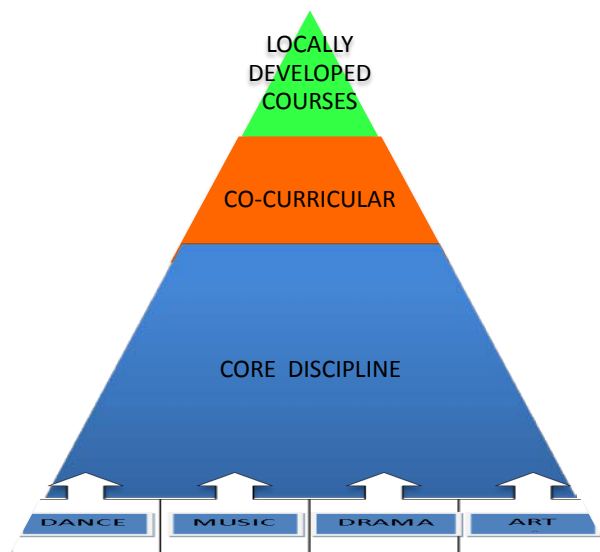 LOCALLY
DEVELOPED
COURSES
CO-CURRICULAR
CORE DISCIPLINE
DANCE MUSIC DRAMA ART